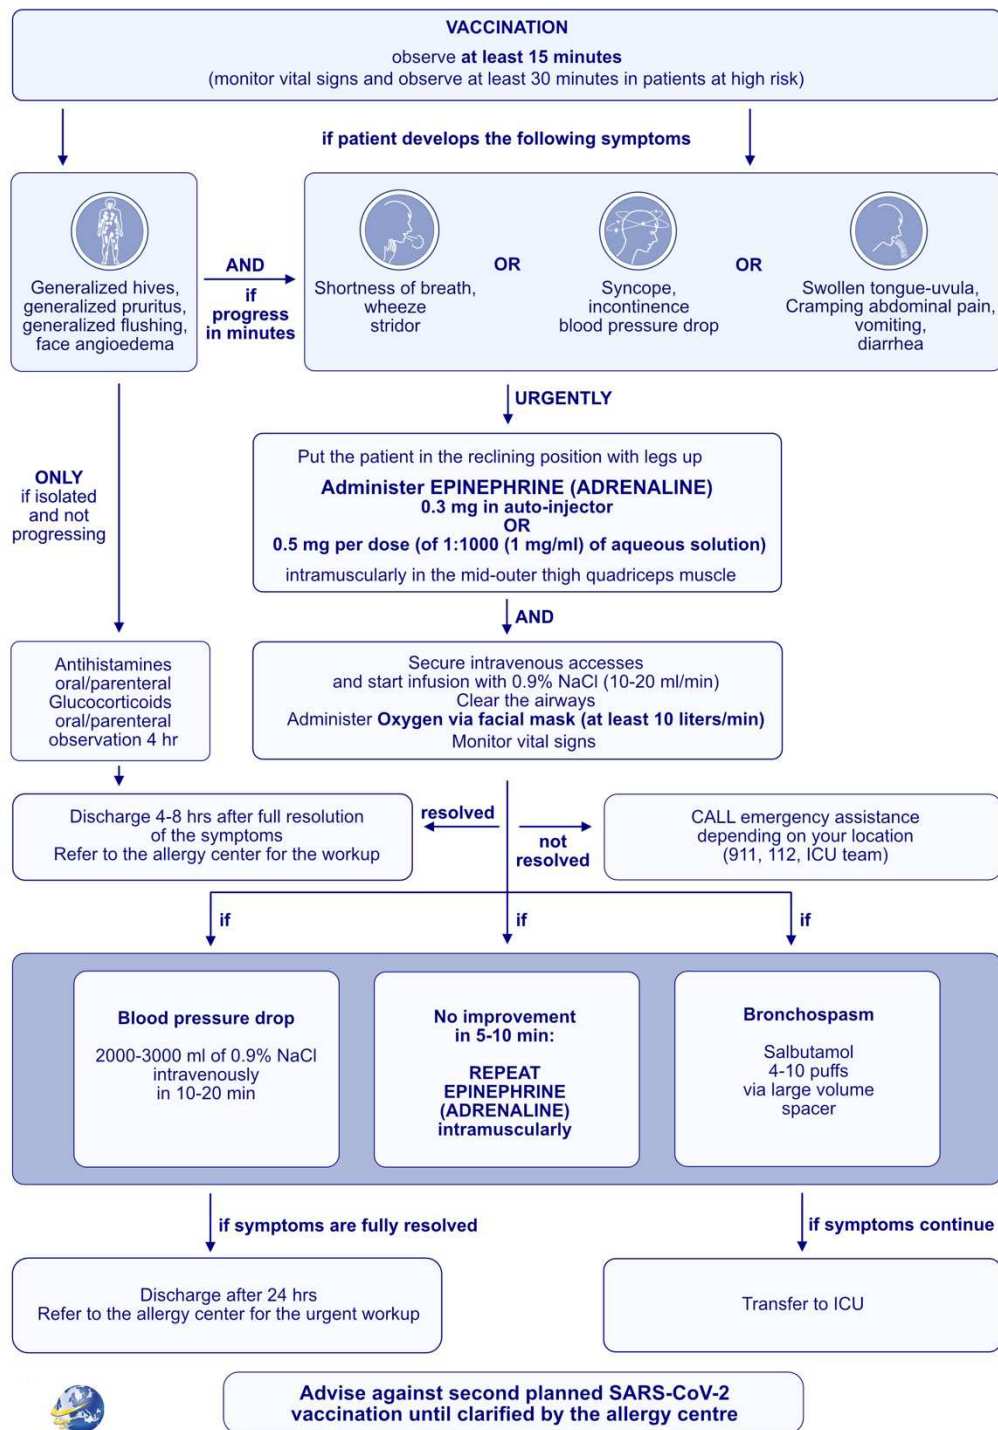 VACCINATION
observe at least 15 minutes
(monitor vital signs and observe at least 30 minutes in patients at high risk)
if patient develops the following symptoms
Generalized hives,
generalized pruritus,
generalized flushing,
face angioedema
AND
if
progress
in minutes
Shortness of breath,
wheeze
stridor
OR
Syncope,
incontinence
blood pressure drop
OR
Swollen tongue-uvula,
Cramping abdominal pain,
vomiting,
diarrhea
URGENTLY
Put the patient in the reclining position with legs up
Administer EPINEPHRINE (ADRENALINE)
0.3 mg in auto-injector
OR
0.5 mg per dose (of 1:1000 (1 mg/ml) of aqueous solution)
intramuscularly in the mid-outer thigh quadriceps muscle
ONLY
if isolated
and not
progressing
AND
Antihistamines
oral/parenteral
Glucocorticoids
oral/parenteral
observation 4 hr
Secure intravenous accesses
and start infusion with 0.9% NaCl (10-20 ml/min)
Clear the airways
Administer Oxygen via facial mask (at least 10 liters/min)
Monitor vital signs
Discharge 4-8 hrs after full resolution
of the symptoms
Refer to the allergy center for the workup
resolved
not
resolved
CALL emergency assistance
depending on your location
(911, 112, ICU team)
if
if
if
Blood pressure drop
2000-3000 ml of 0.9% NaCl
intravenously
in 10-20 min
No improvement
in 5-10 min:
REPEAT
EPINEPHRINE
(ADRENALINE)
intramuscularly
Bronchospasm
Salbutamol
4-10 puffs
via large volume
spacer
if symptoms are fully resolved
if symptoms continue
Discharge after 24 hrs
Refer to the allergy center for the urgent workup
Transfer to ICU
Advise against second planned SARS-CoV-2
vaccination until clarified by the allergy centre